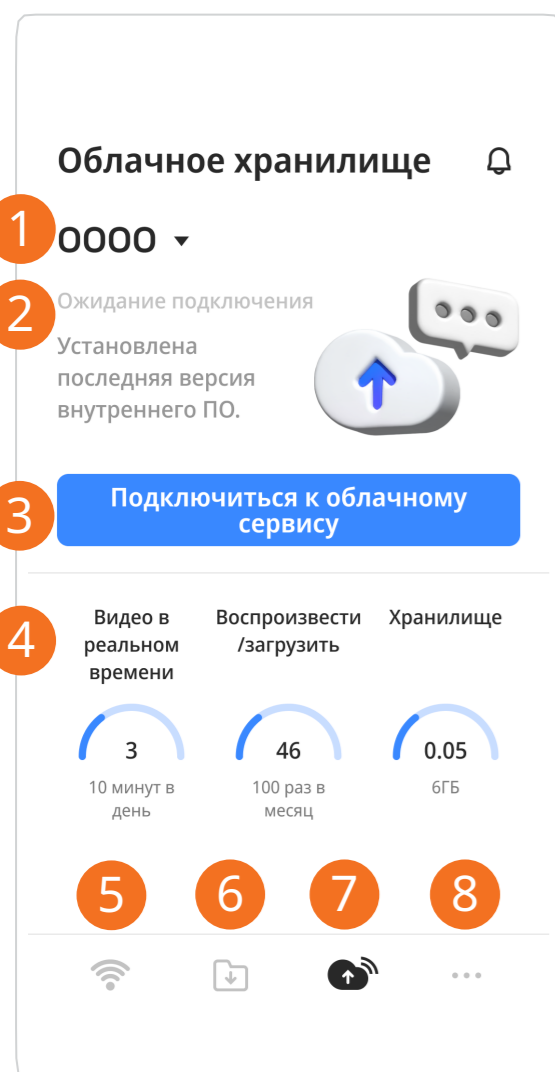 Облачное хранилище
1
OOOO
2
Ожидание подключения
Установлена
последняя версия
внутреннего ПО.
3
Подключиться к облачному
сервису
4
Видео в
реальном
времени
Воспроизвести
/загрузить
Хранилище
3
46
0.05
10 минут в
день
100 раз в
месяц
6ГБ
5
6
7
8